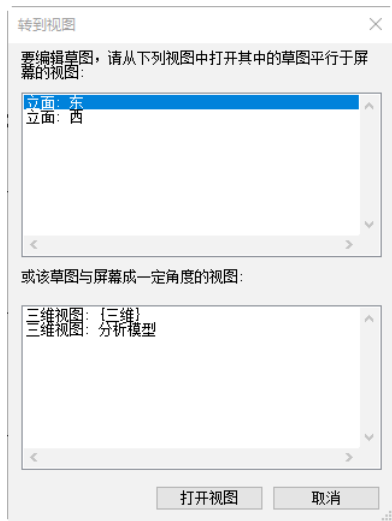 转到视图
要编辑草图，请从下列视图中打开其中的草图平行于屏
幕的视图:
立面: 东
立面: 西
或该草图与屏幕成一定角度的视图:
三维视图: {三维}
三维视图: 分析模型
打开视图
取消